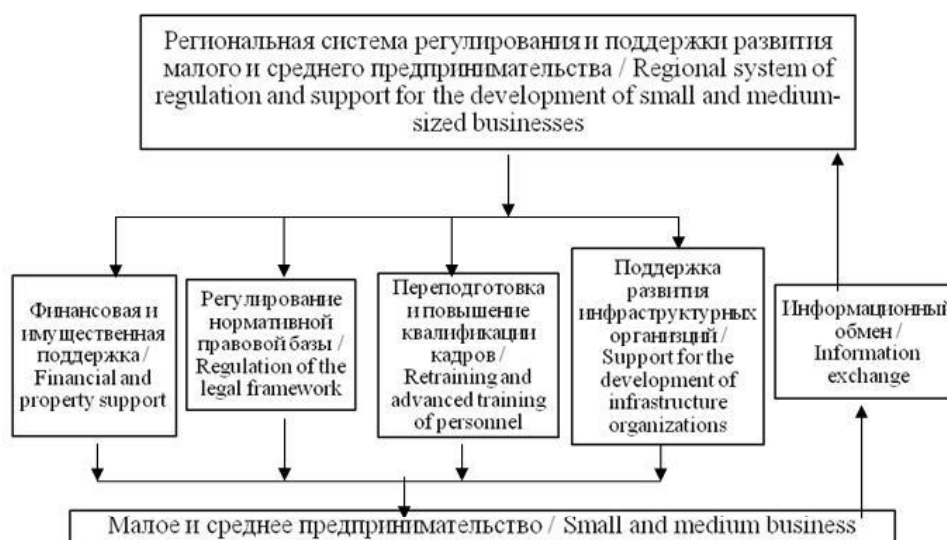 Региональная система регулирования и поддержки развития
малого и среднего предпринимательства / Regional system of
regulation and support for the development of small and medium-
sized businesses
Финансовая и
имущественная
поддержка /
Financial and
property support
Регулирование
нормативной
правовой базы /
Regulation of the
legal framework
Переподготовка
и повышение
квалификации
кадров /
Retraining and
advanced training
of personnel
Поддержка
развития
инфраструктурных
организций /
Support for the
development of
infrastructure
organizations
Информационный
обмен /
Information
exchange
Малое и среднее предпринимательство / Small and medium business